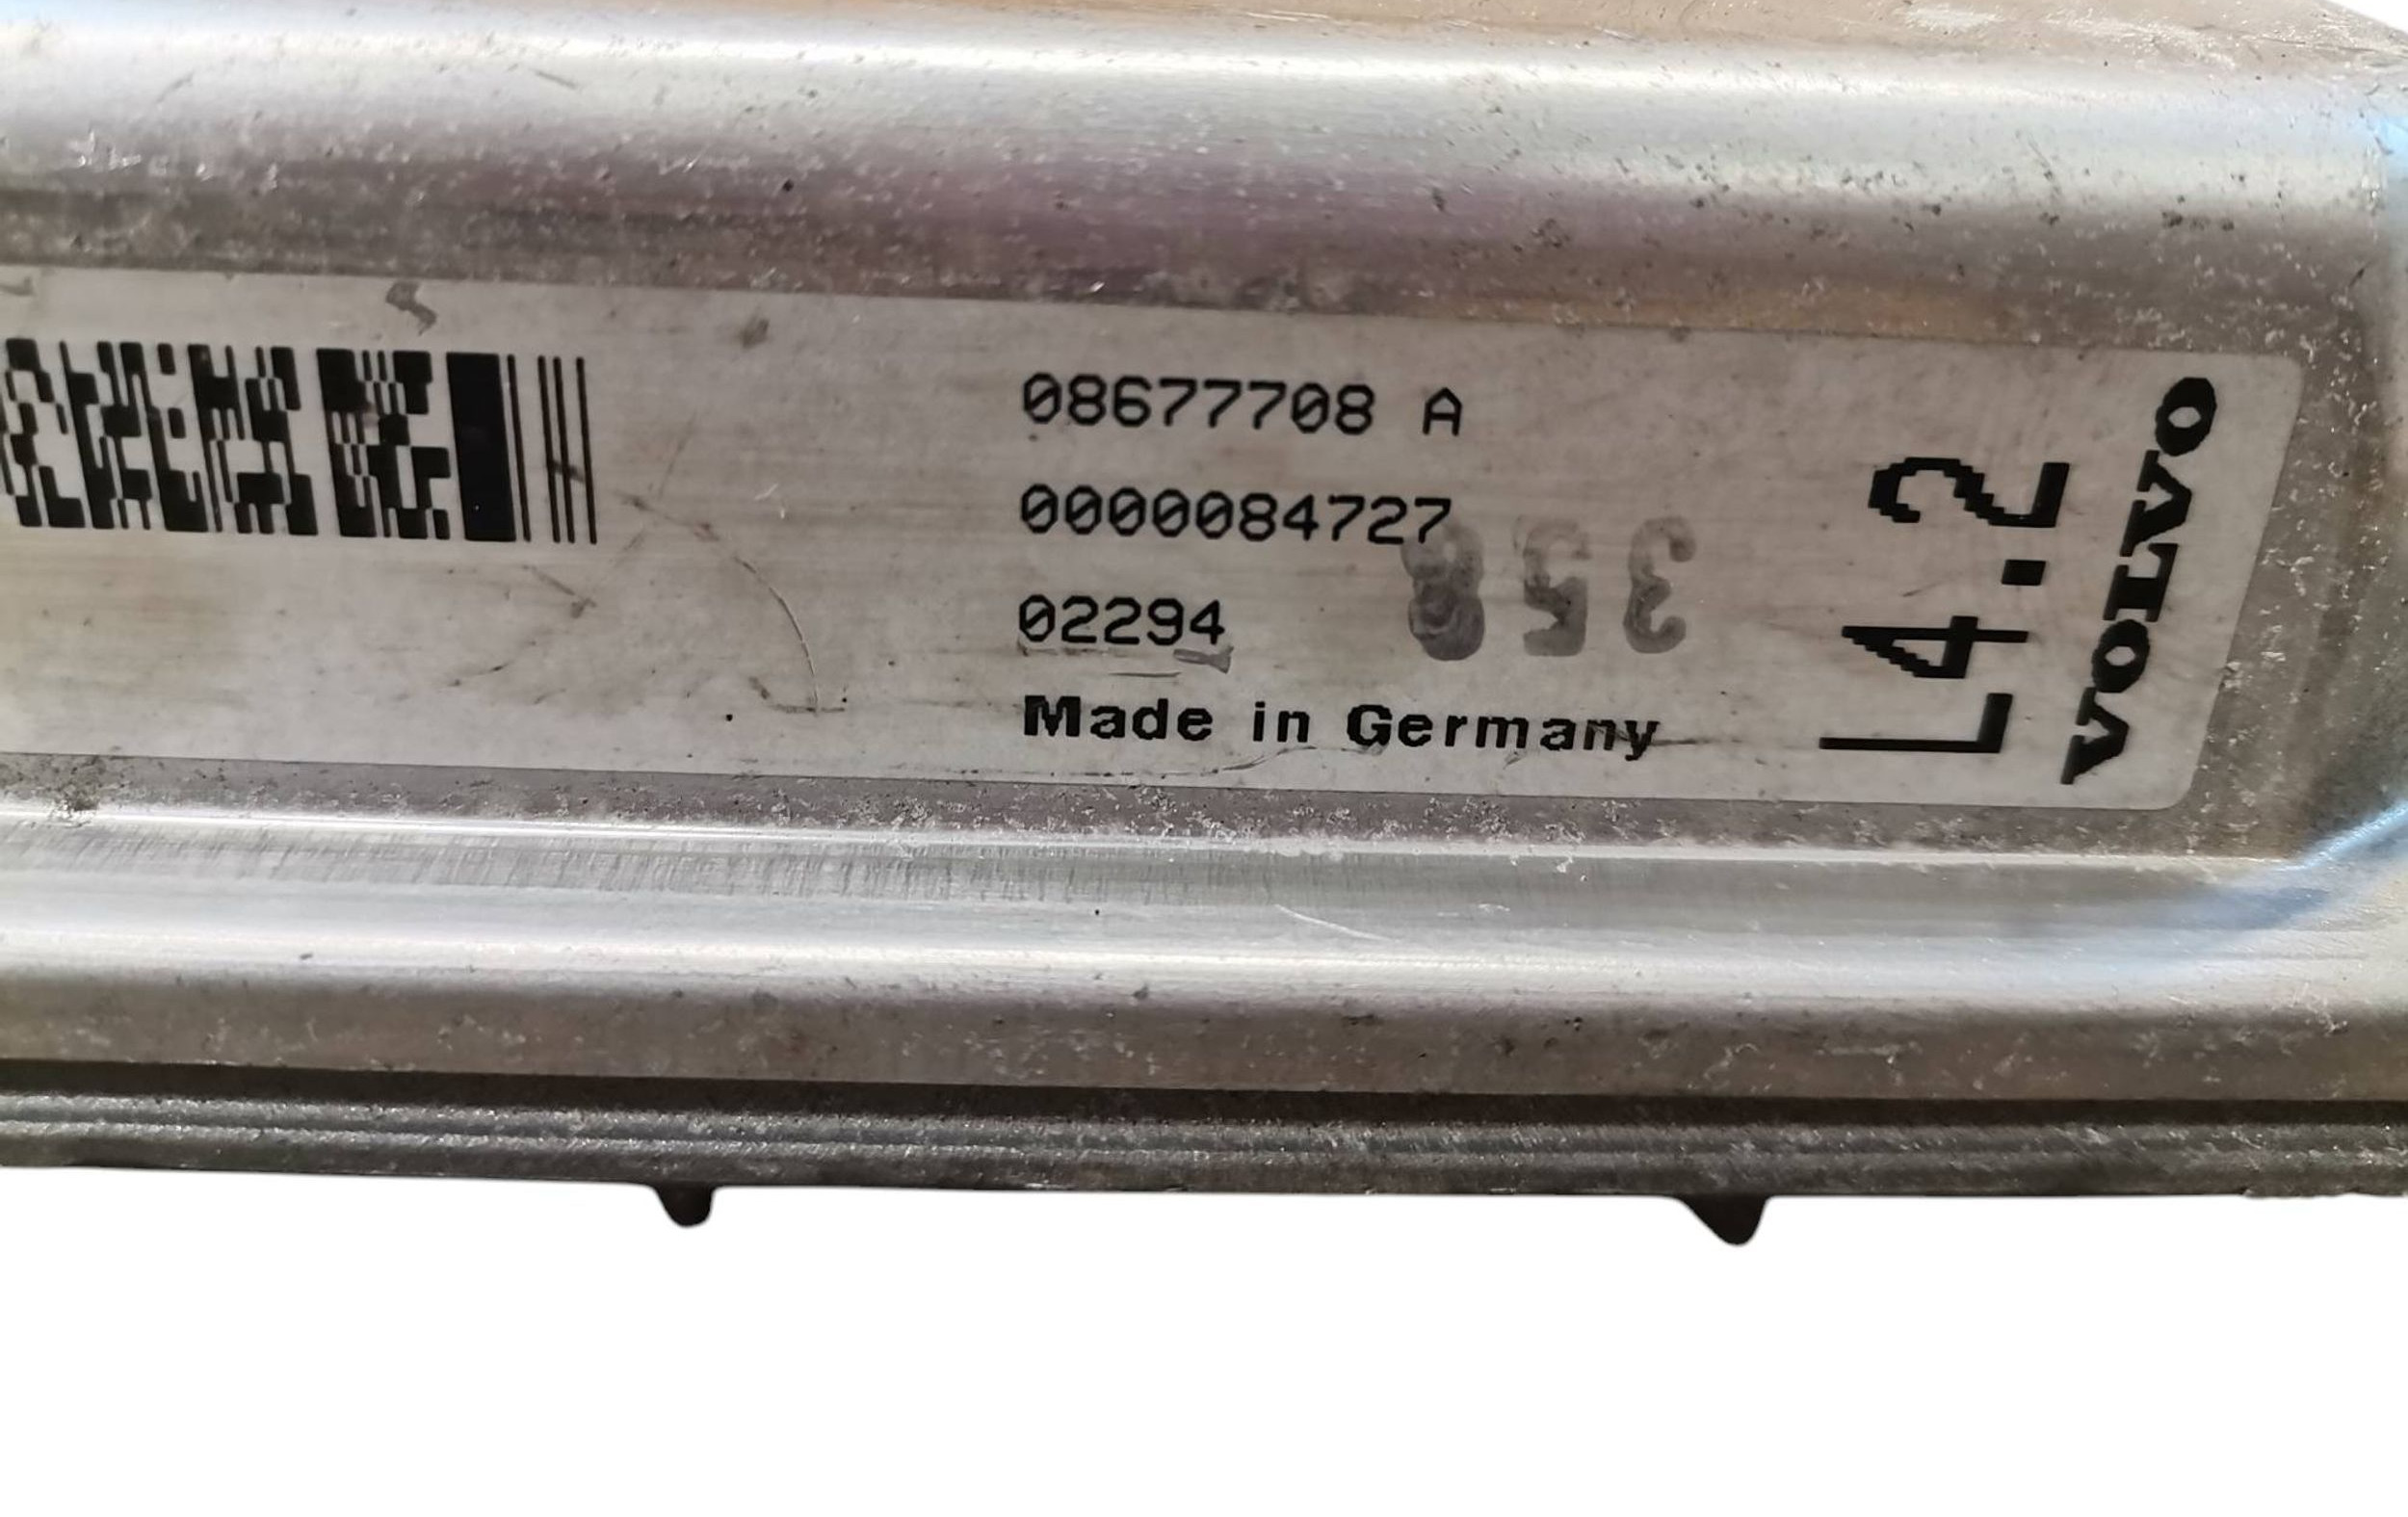 08677708 A
0000084727
02294
358
Made in Germany
L4.2
VOLVO